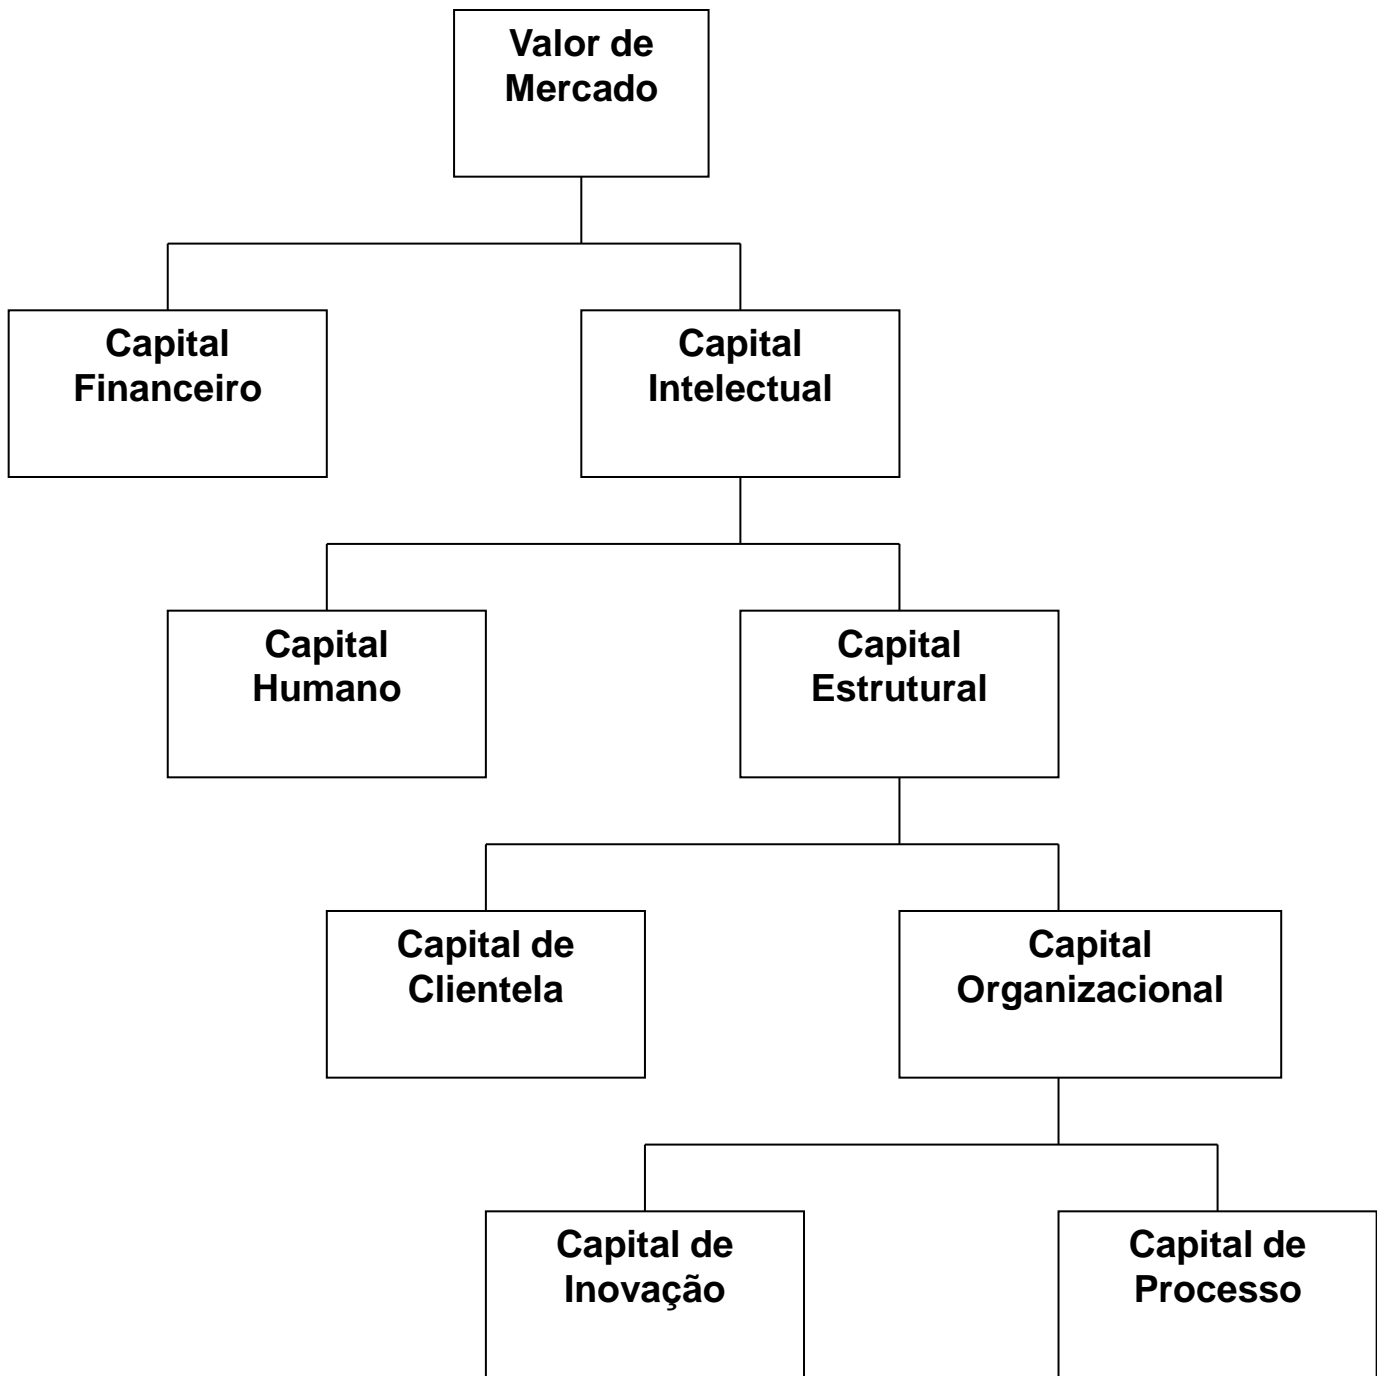 Valor de
Mercado
Capital
Financeiro
Capital
Intelectual
Capital
Humano
Capital
Estrutural
Capital de
Clientela
Capital
Organizacional
Capital de
Inovação
Capital de
Processo